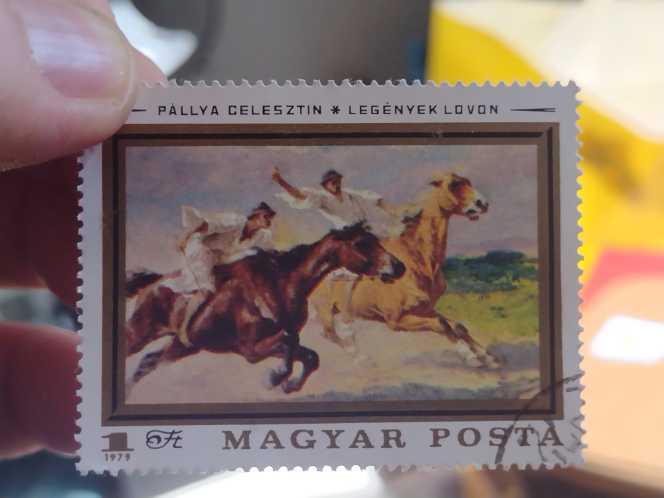 PÁLLYA CELESZTIN * LEGÉNYEK LOVON
1 Ft MAGYAR POSTA
1979